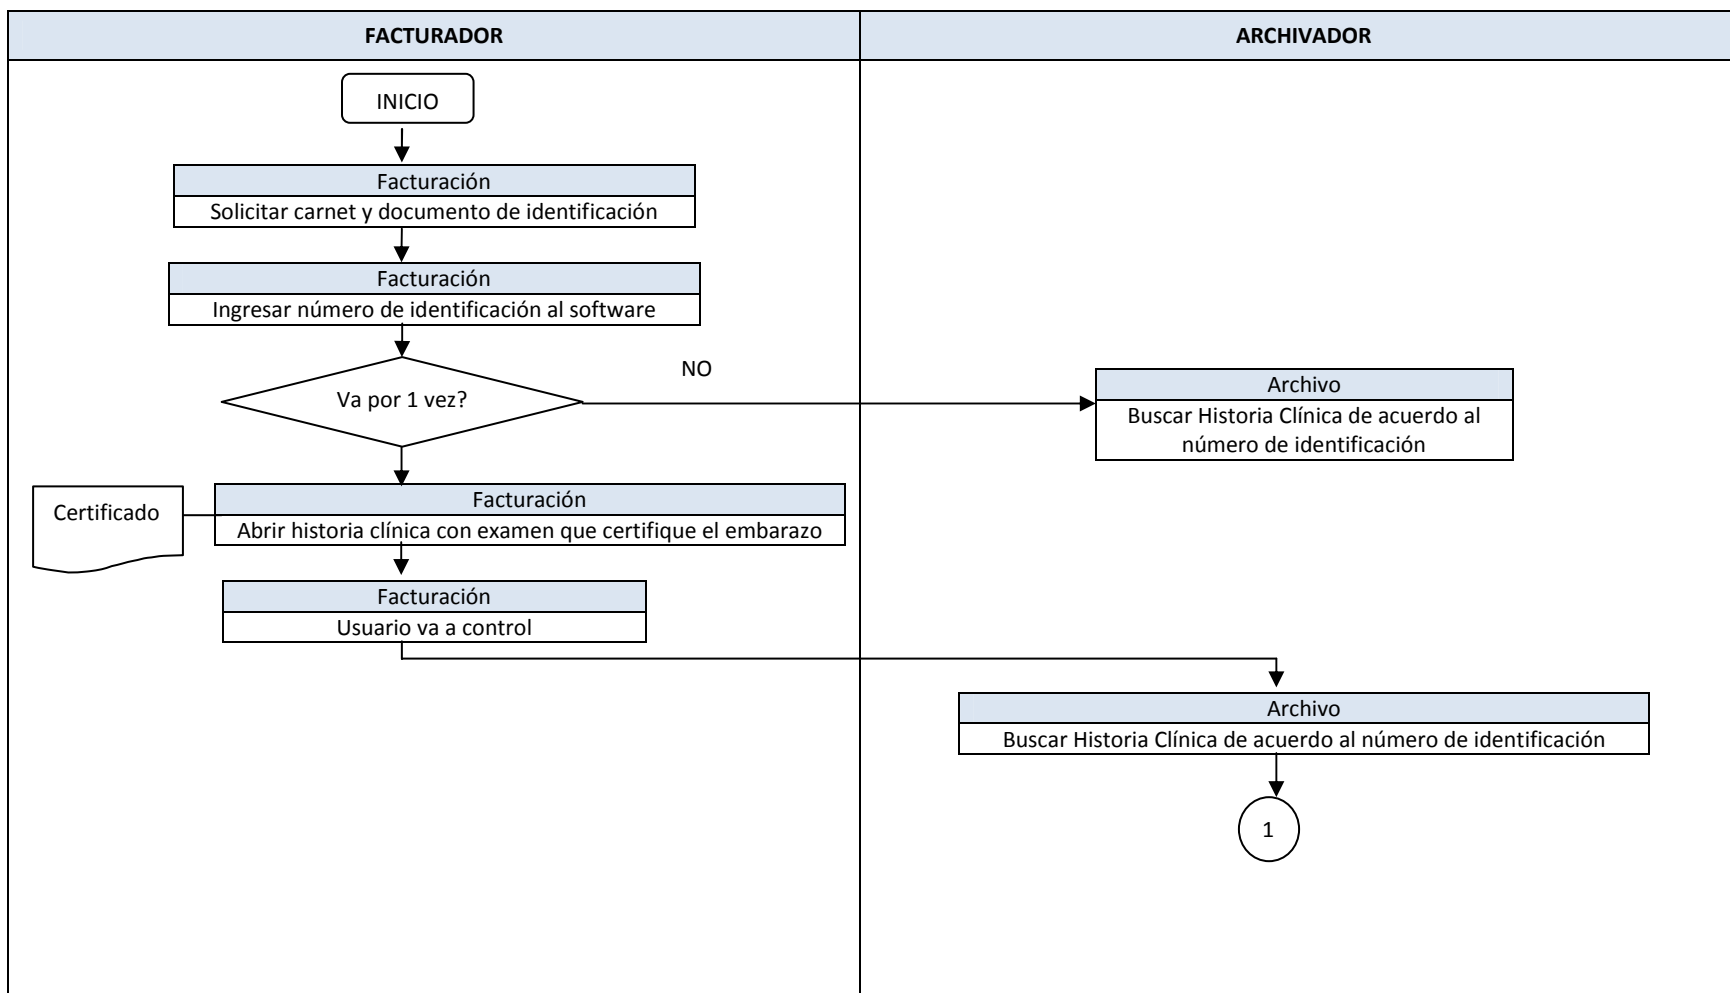 FACTURADOR
ARCHIVADOR
INICIO
Facturación
Solicitar carnet y documento de identificación
Facturación
Ingresar número de identificación al software
Va por 1 vez?
NO
Archivo
Buscar Historia Clínica de acuerdo al
número de identificación
Certificado
Facturación
Abrir historia clínica con examen que certifique el embarazo
Facturación
Usuario va a control
Archivo
Buscar Historia Clínica de acuerdo al número de identificación
1